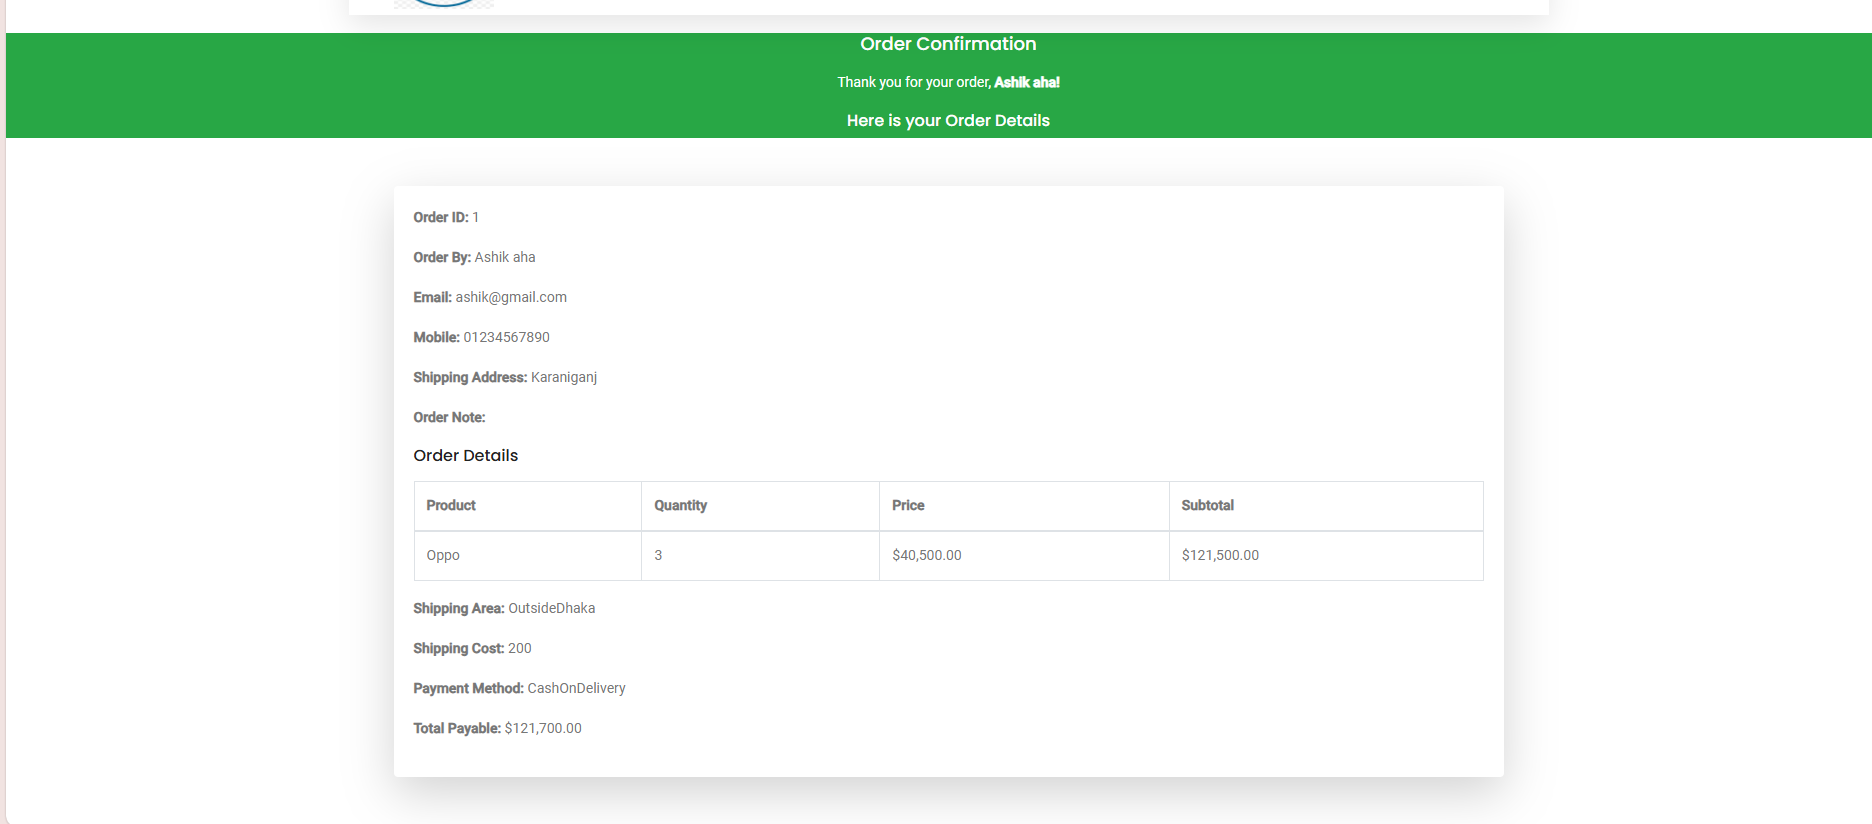 Order Confirmation
Thank you for your order, Ashik aha!
Here is your Order Details
Order ID: 1
Order By: Ashik aha
Email: ashik@gmail.com
Mobile: 01234567890
Shipping Address: Karaniganj
Order Note:
Order Details
Product Quantity Price Subtotal
Oppo 3 $40,500.00 $121,500.00
Shipping Area: OutsideDhaka
Shipping Cost: 200
Payment Method: CashOnDelivery
Total Payable: $121,700.00